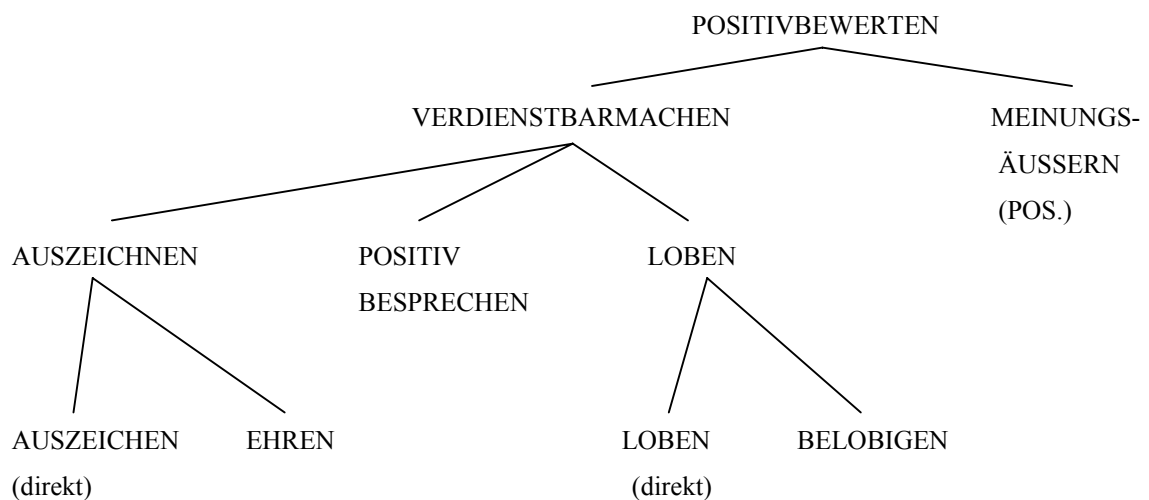 POSITIVBEWERTEN
VERDIENSTBARMACHEN
MEINUNGS-
ÄUSSERN
(POS.)
AUSZEICHNEN
POSITIV
BESPRECHEN
LOBEN
AUSZEICHEN
(direkt)
EHREN
LOBEN
(direkt)
BELOBIGEN